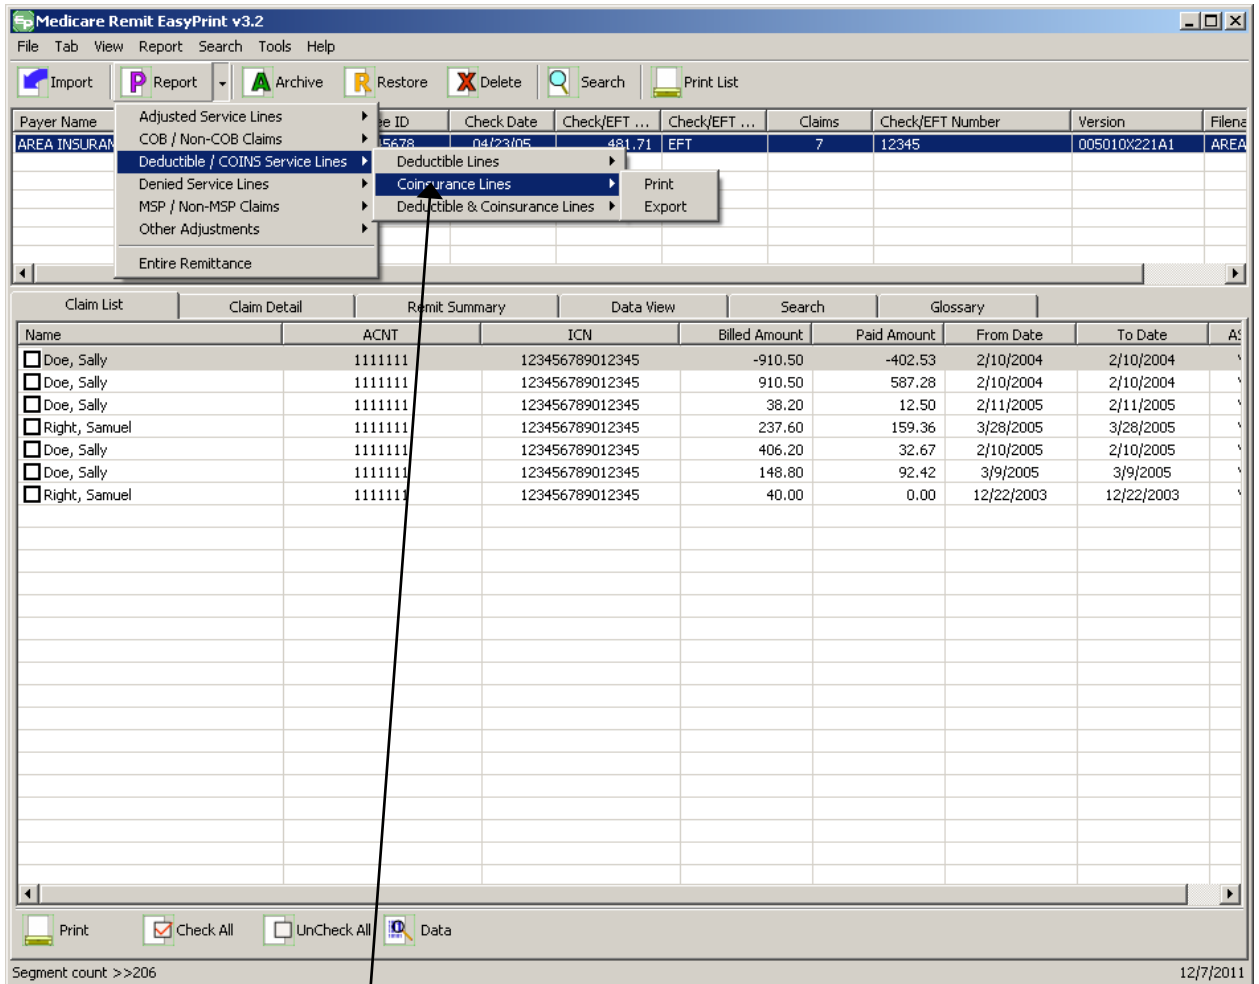 Medicare Remit EasyPrint v3.2
File Tab View Report Search Tools Help
Import Report Archive Restore Delete Search Print List
Payer Name ee ID Check Date Check/EFT ... Check/EFT ... Claims Check/EFT Number Version Filena
AREA INSURAN 5678 04/23/05 481.71 EFT 7 12345 005010X221A1 AREA
Adjusted Service Lines
COB / Non-COB Claims
Deductible / COINS Service Lines
Denied Service Lines
MSP / Non-MSP Claims
Other Adjustments
Entire Remittance
Deductible Lines
Coinsurance Lines
Deductible & Coinsurance Lines
Print
Export
Claim List Claim Detail Remit Summary Data View Search Glossary
Name ACNT ICN Billed Amount Paid Amount From Date To Date AS
Doe, Sally 1111111 123456789012345 -910.50 -402.53 2/10/2004 2/10/2004
Doe, Sally 1111111 123456789012345 910.50 587.28 2/10/2004 2/10/2004
Doe, Sally 1111111 123456789012345 38.20 12.50 2/11/2005 2/11/2005
Right, Samuel 1111111 123456789012345 237.60 159.36 3/28/2005 3/28/2005
Doe, Sally 1111111 123456789012345 406.20 32.67 2/10/2005 2/10/2005
Doe, Sally 1111111 123456789012345 148.80 92.42 3/9/2005 3/9/2005
Right, Samuel 1111111 123456789012345 40.00 0.00 12/22/2003 12/22/2003
Print Check All UnCheck All Data
Segment count >>206 12/7/2011